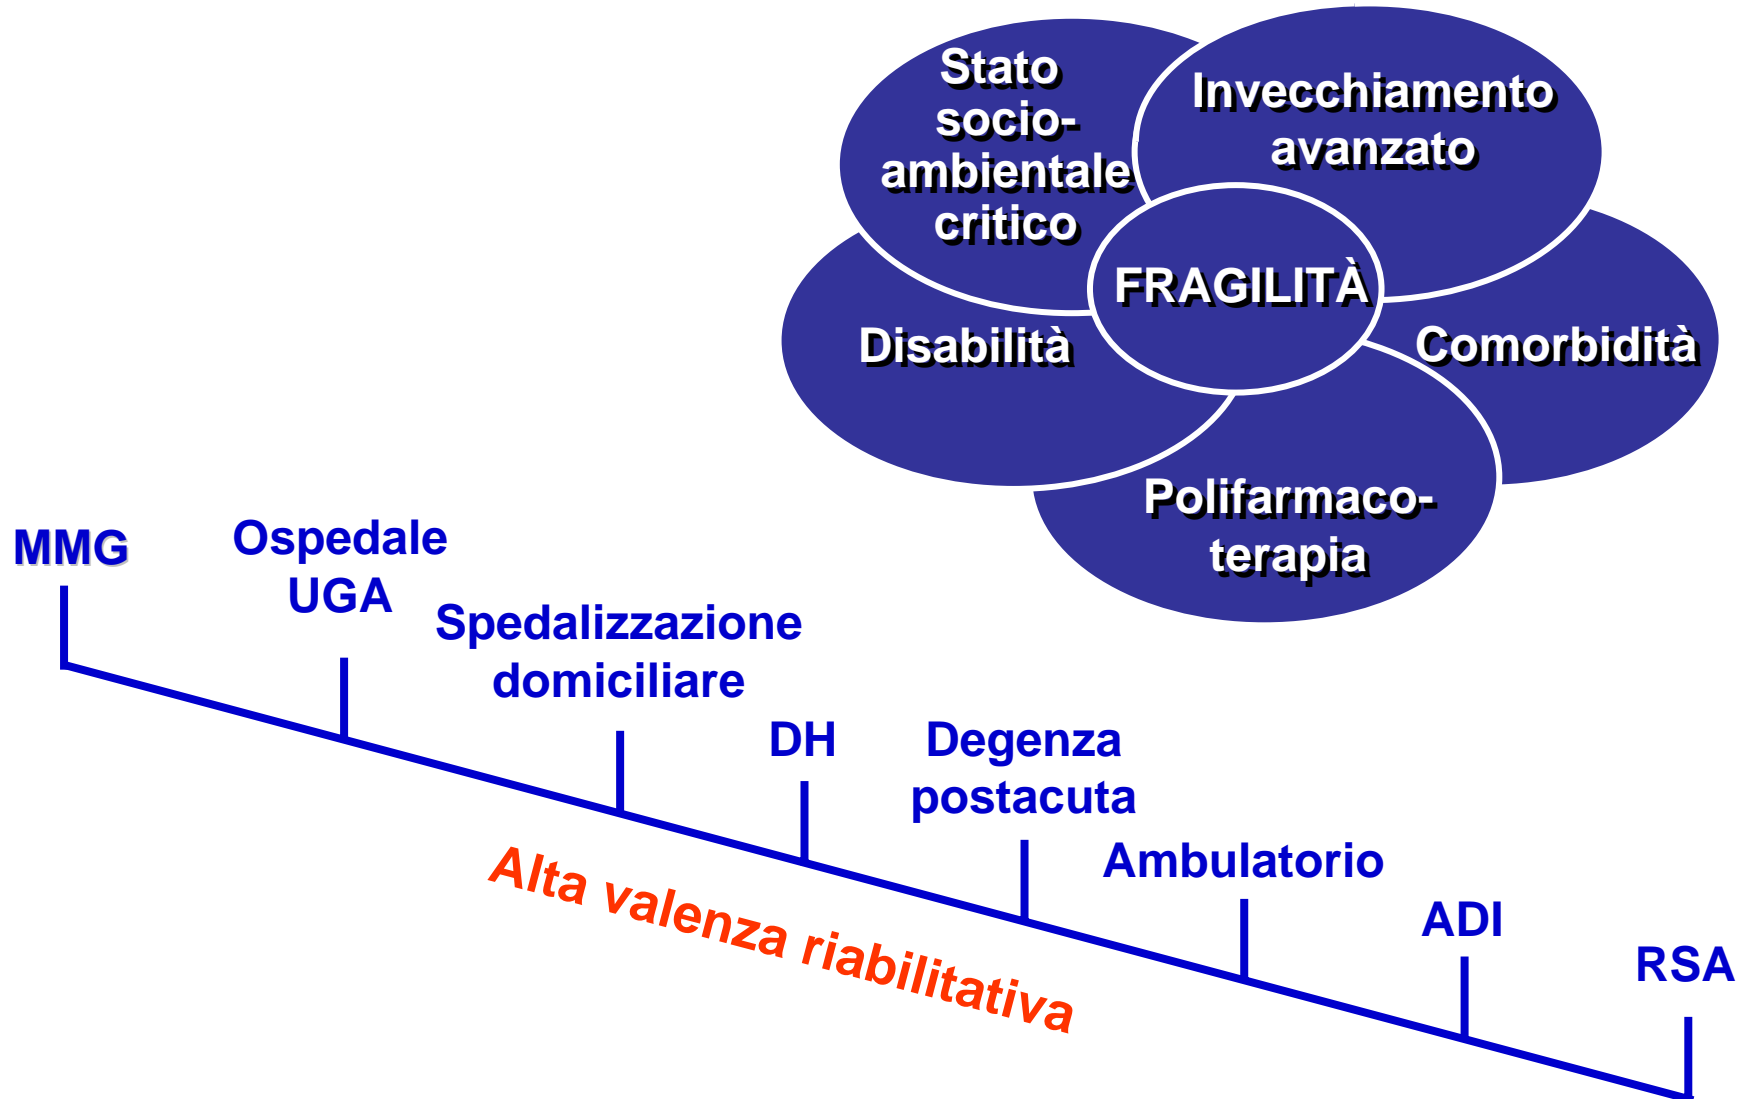 Stato
socio-
ambientale
critico
Invecchiamento
avanzato
FRAGILITÀ
Disabilità
Comorbidità
Polifarmaco-
terapia
MMG
Ospedale
UGA
Spedalizzazione
domiciliare
DH
Degenza
postacuta
Ambulatorio
ADI
RSA
Alta valenza riabilitativa